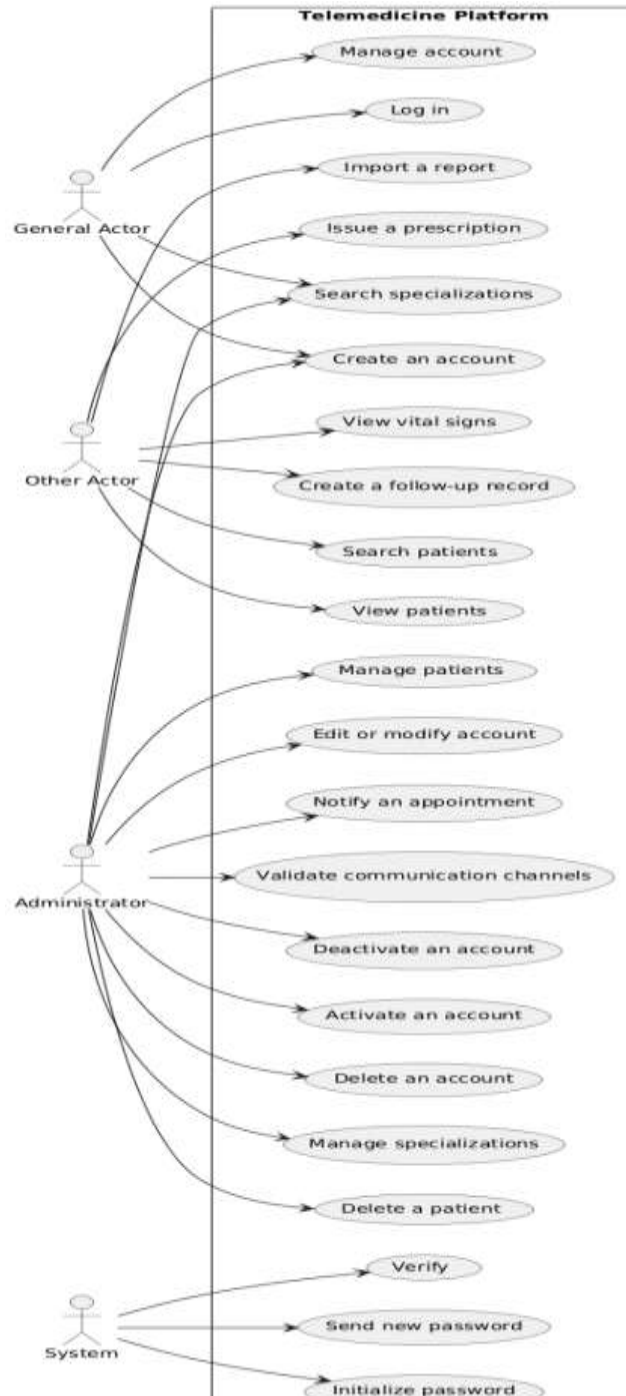 Telemedicine Platform
Manage account
Log in
Import a report
General Actor
Issue a prescription
Search specializations
Create an account
View vital signs
Other Actor
Create a follow-up record
Search patients
View patients
Manage patients
Edit or modify account
Notify an appointment
Validate communication channels
Administrator
Deactivate an account
Activate an account
Delete an account
Manage specializations
Delete a patient
Verify
Send new password
System
Initialize password